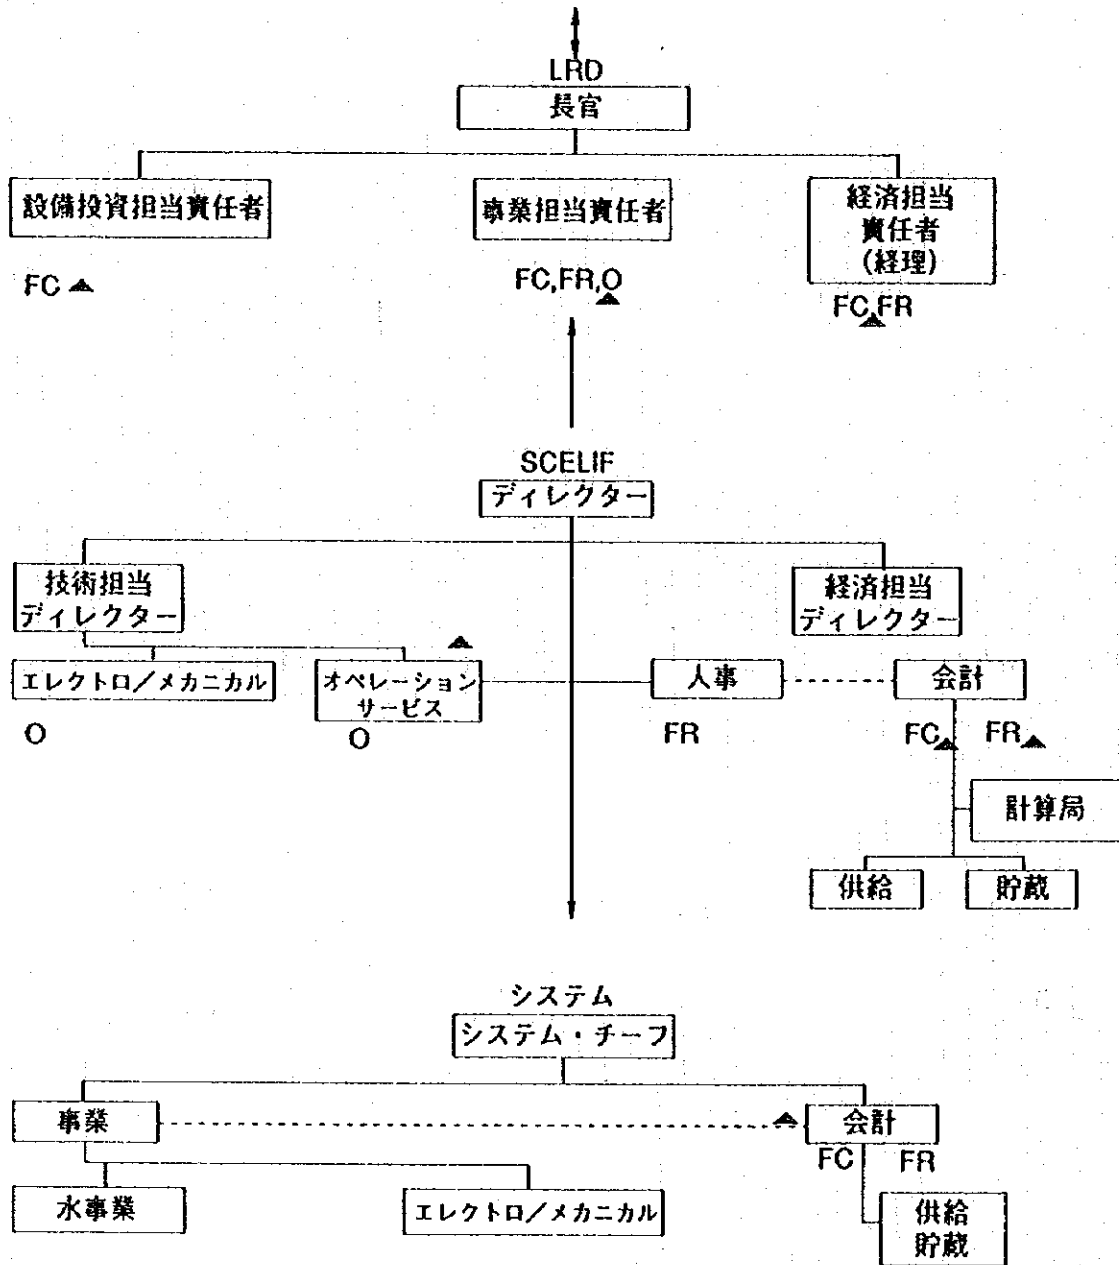 LRD
長官
設備投資担当責任者
事業担当責任者
経済担当
責任者
(経理)
FC
FC,FR,O
FC,FR
SCELIF
ディレクター
技術担当
ディレクター
経済担当
ディレクター
エレクトロ／メカニカル
オペレーション
サービス
人事
会計
O
O
FR
FC
FR
計算局
供給
貯蔵
システム
システム・チーフ
事業
会計
FC
FR
水事業
エレクトロ／メカニカル
供給
貯蔵